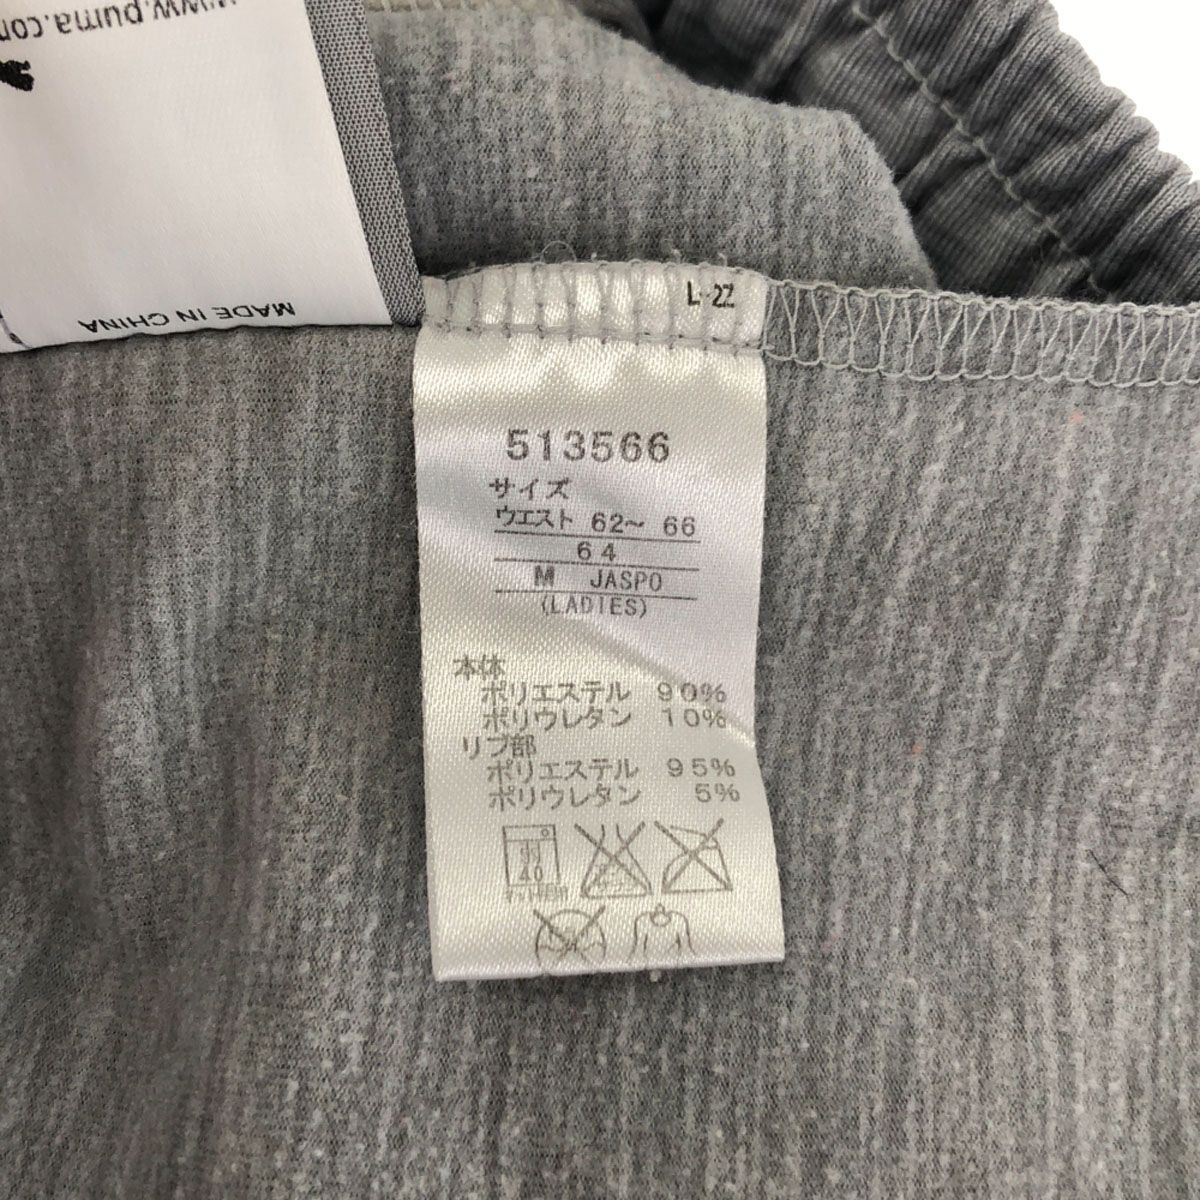 www.puma.com
MADE IN CHINA
L-2Z
513566
サイズ
ウエスト 62～ 66
64
M JASPO
(LADIES)
本体
ポリエステル 90%
ポリウレタン 10%
リブ部
ポリエステル 95%
ポリウレタン 5%
40